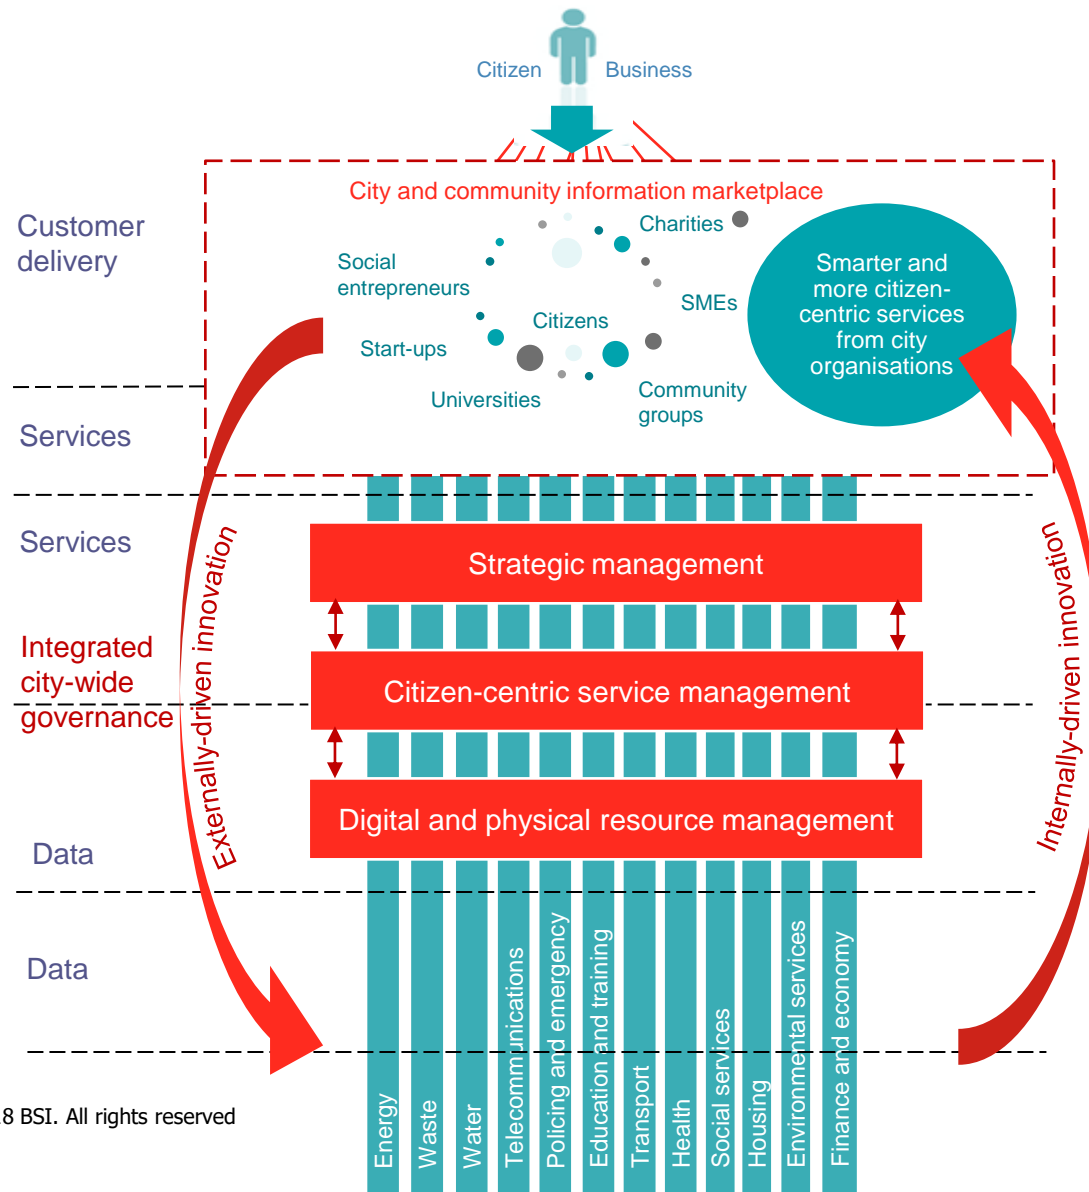 Citizen
Business
City and community information marketplace
Customer
delivery
Charities
Social
entrepreneurs
SMEs
Citizens
Start-ups
Universities
Community
groups
Smarter and
more citizen-
centric services
from city
organisations
Services
Services
Strategic management
Externally-driven innovation
Internally-driven innovation
Integrated
city-wide
governance
Citizen-centric service management
Digital and physical resource management
Data
Data
Energy
Waste
Water
Telecommunications
Policing and emergency
Education and training
Transport
Health
Social services
Housing
Environmental services
Finance and economy
8 BSI. All rights reserved